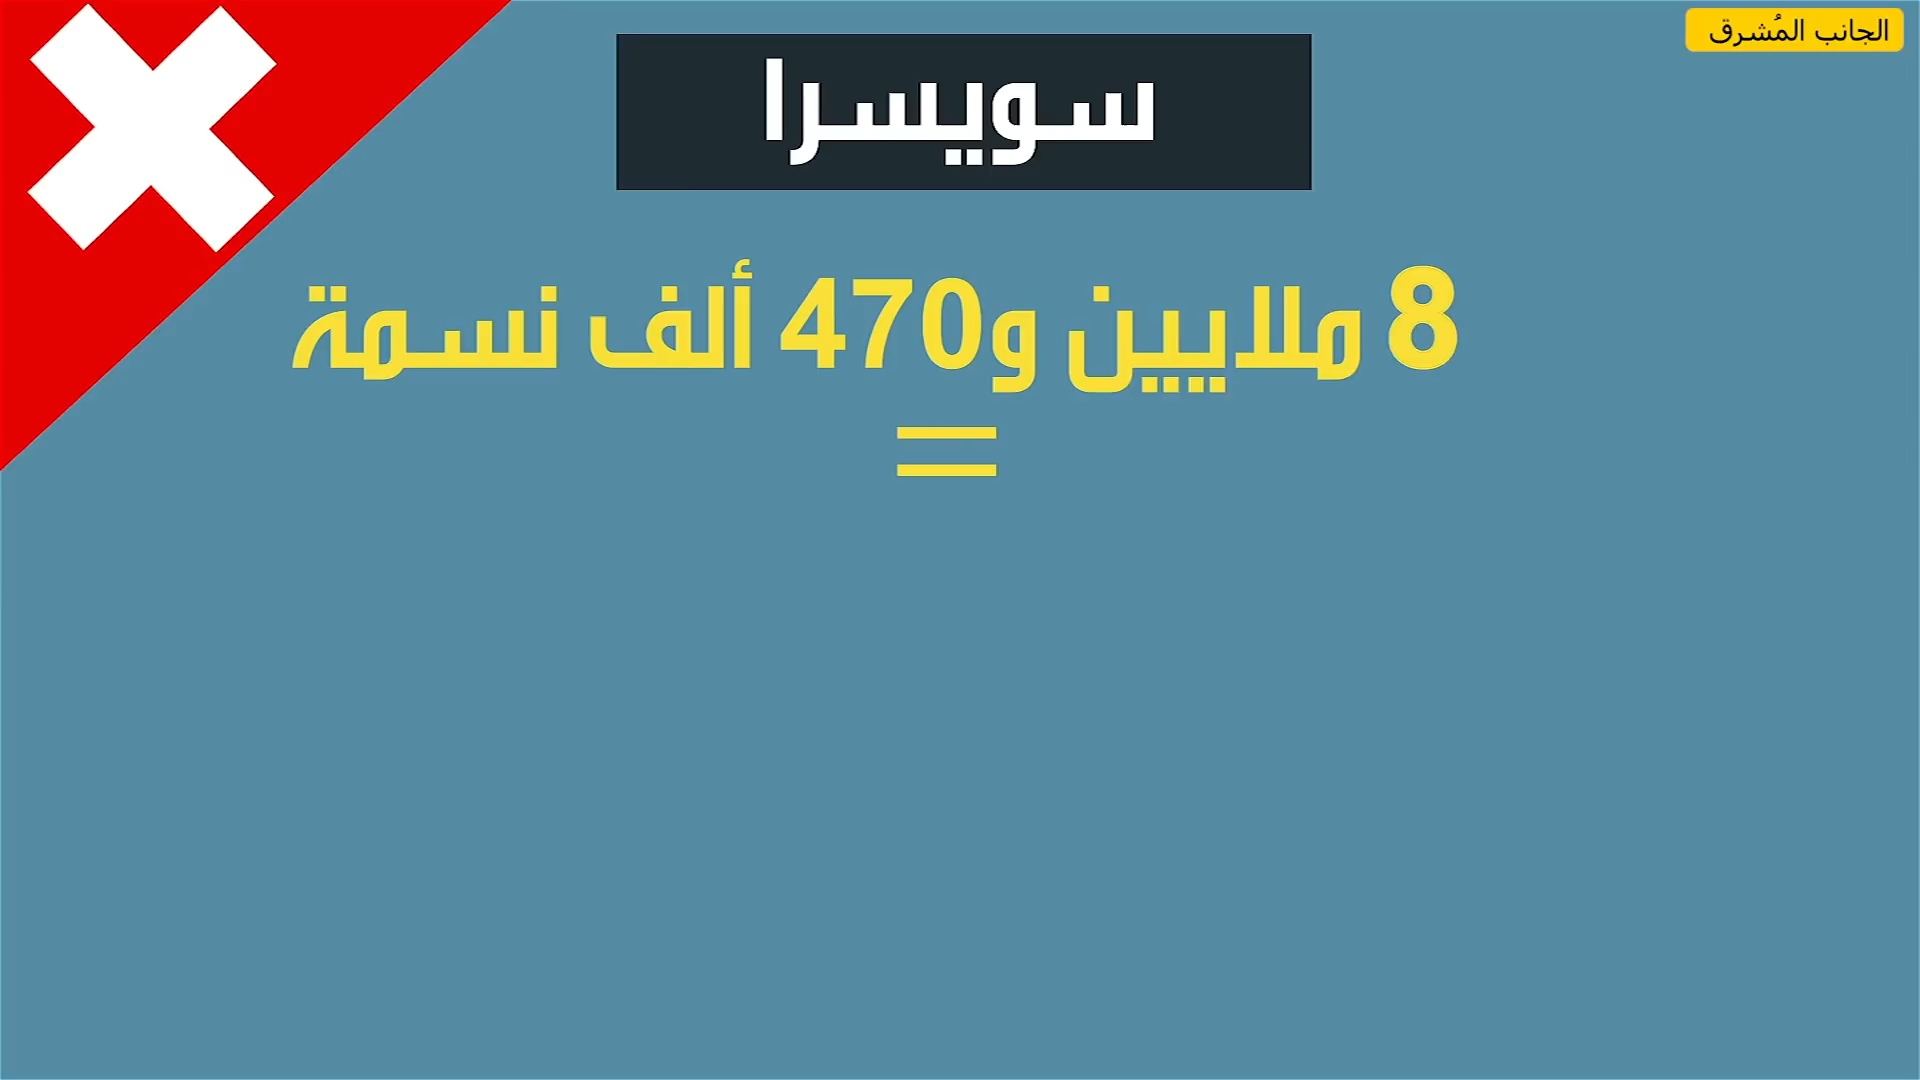 الجانب المُشرق
سويسرا
8 ملايين و470 ألف نسمة
=